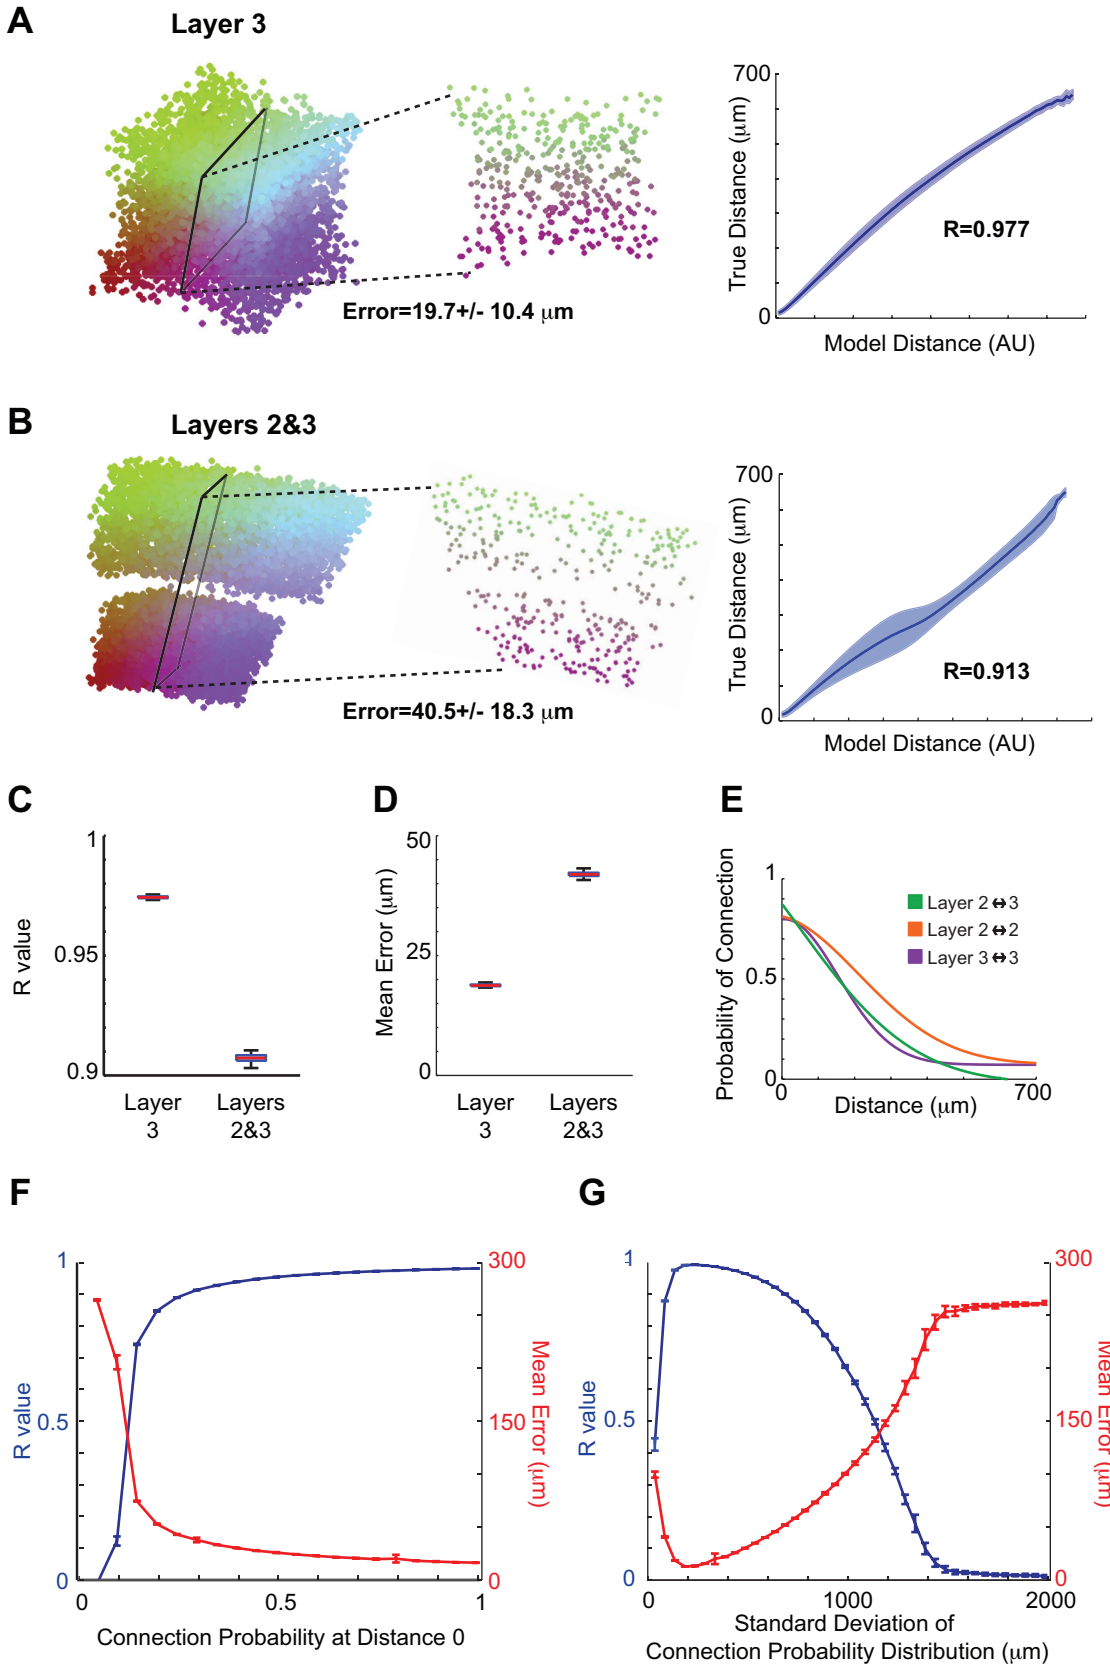 A
Layer 3
700
True Distance (μm)
0
R=0.977
Model Distance (AU)
Error=19.7+/- 10.4 μm
B
Layers 2&3
700
True Distance (μm)
0
R=0.913
Model Distance (AU)
Error=40.5+/- 18.3 μm
C
1
0.95
0.9
R value
Layer
3
Layers
2&3
D
50
25
0
Mean Error (μm)
Layer
3
Layers
2&3
E
1
0.5
0
Probability of Connection
Layer 2 ↔ 3
Layer 2 ↔ 2
Layer 3 ↔ 3
0
700
Distance (μm)
F
1
0.5
0
R value
300
150
0
Mean Error (μm)
0
0.5
1
Connection Probability at Distance 0
G
1
0.5
0
R value
300
150
0
Mean Error (μm)
0
1000
2000
Standard Deviation of
Connection Probability Distribution (μm)